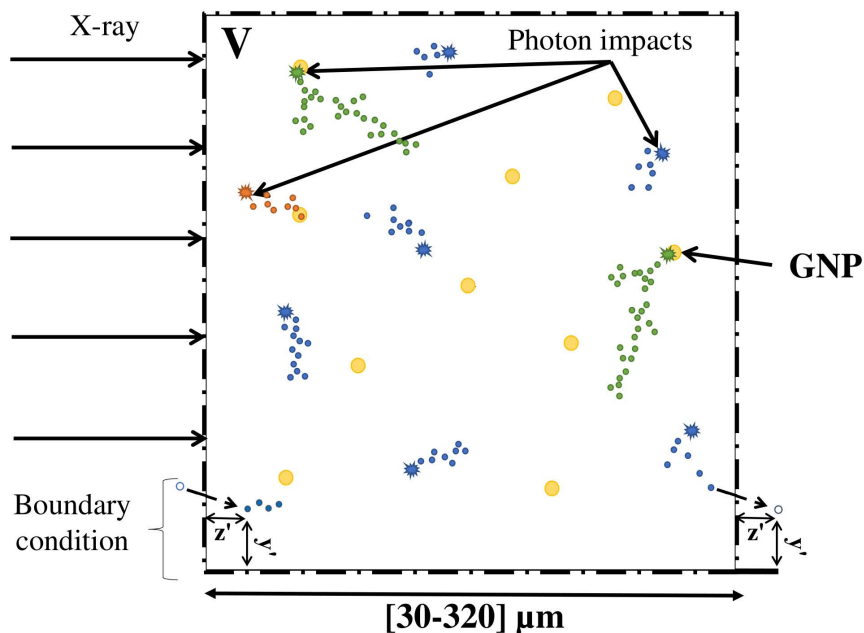 X-ray
V
Photon impacts
GNP
Boundary
condition
z'
y'
z'
y'
[30-320] µm